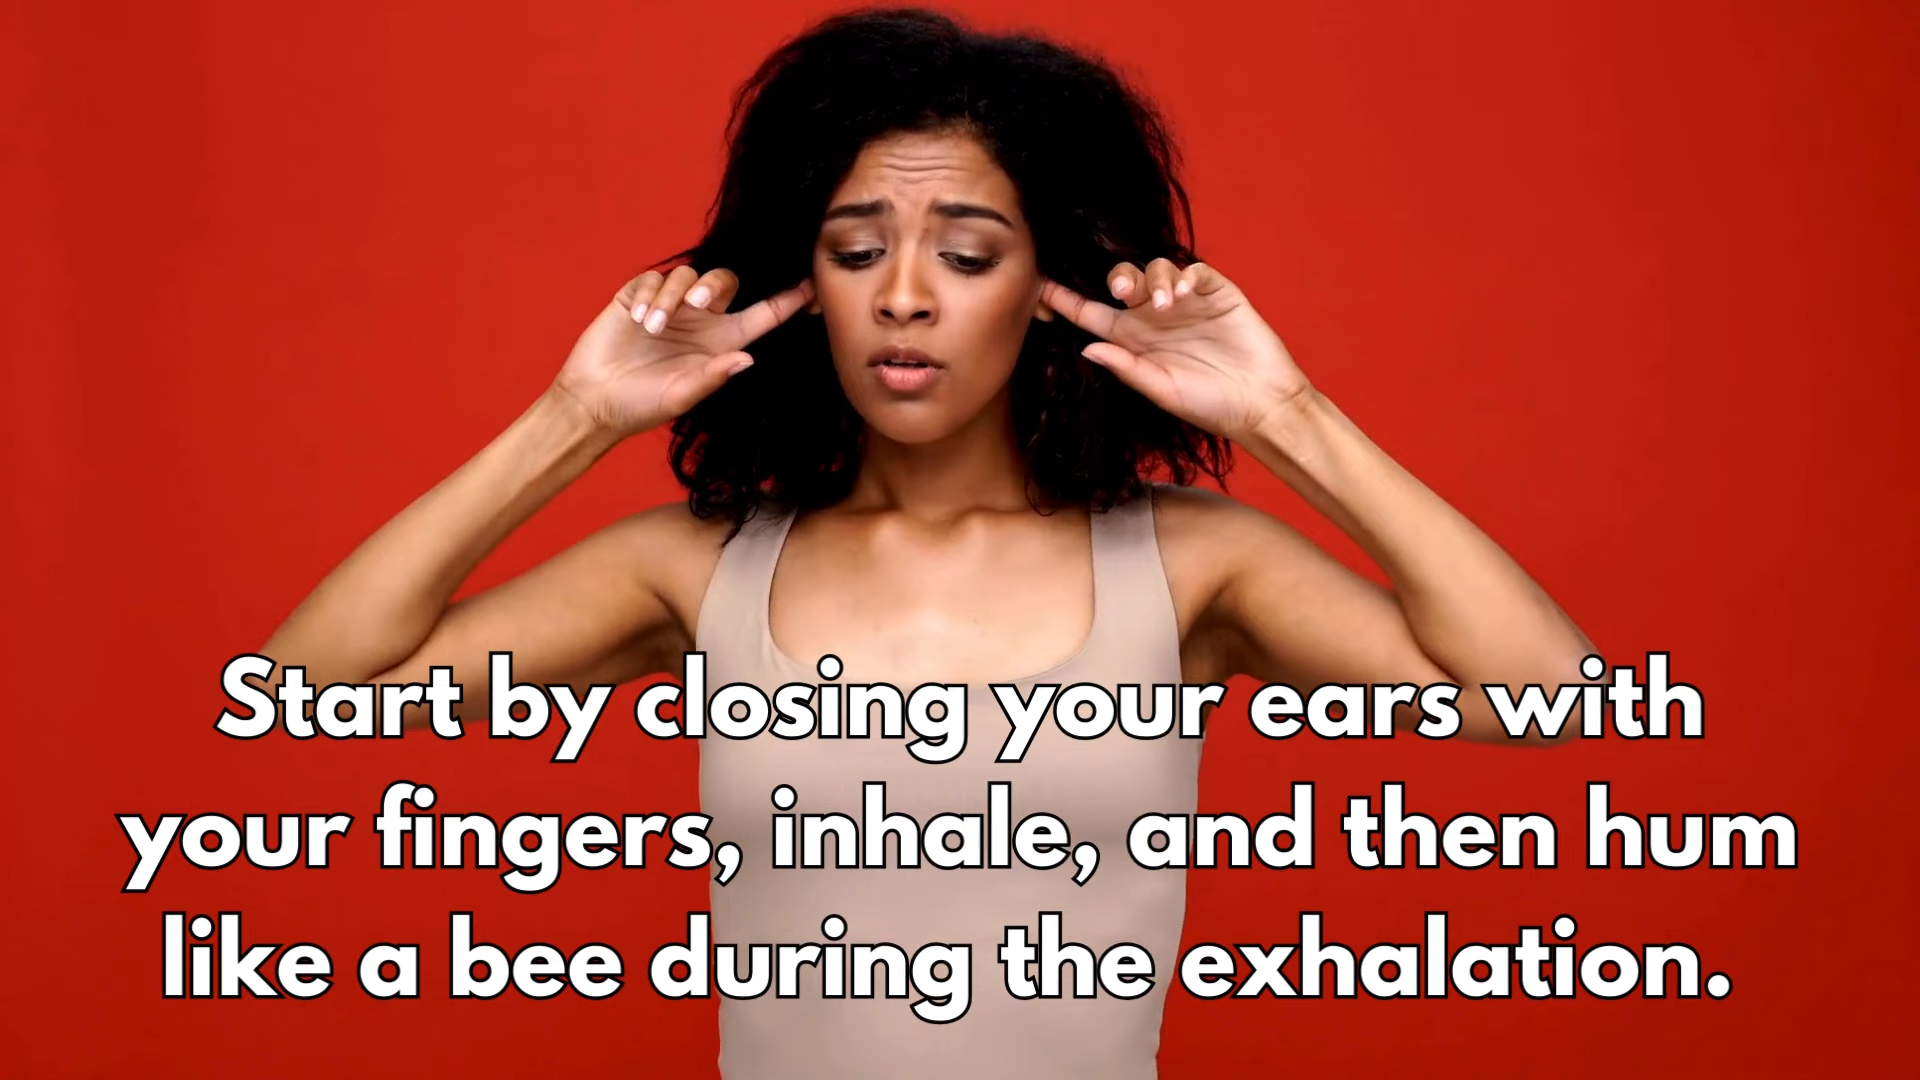 Start by closing your ears with
your fingers, inhale, and then hum
like a bee during the exhalation.